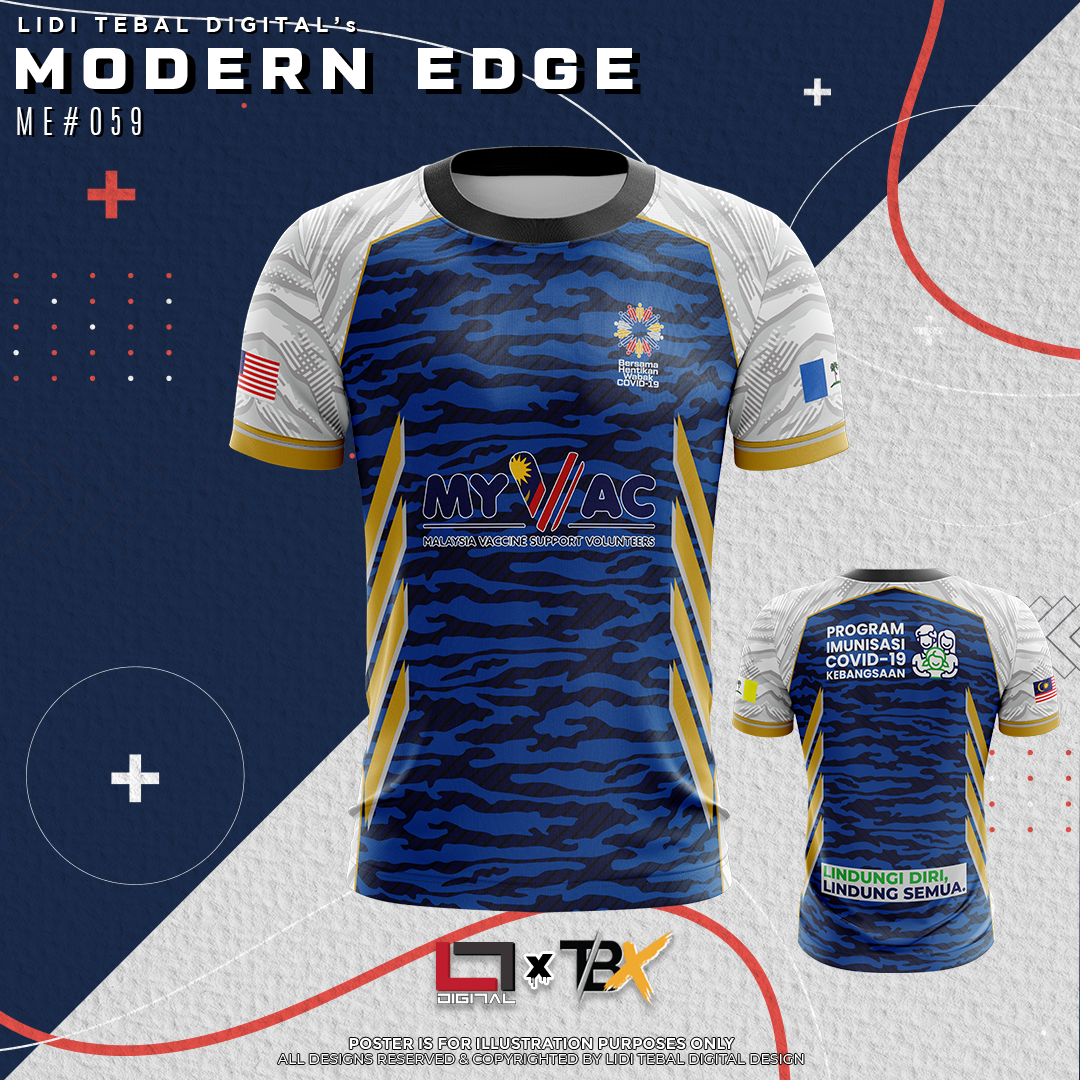 LIDI TEBAL DIGITAL's
MODERN EDGE
ME#059
Bersama
Hentikan
Wabak
COVID-19
MY AC
MALAYSIA VACCINE SUPPORT VOLUNTEERS
PROGRAM
IMUNISASI
COVID-19
KEBANGSAAN
LINDUNGI DIRI,
LINDUNG SEMUA.
DIGITAL
x
TBX
POSTER IS FOR ILLUSTRATION PURPOSES ONLY
ALL DESIGNS RESERVED & COPYRIGHTED BY LIDI TEBAL DIGITAL DESIGN